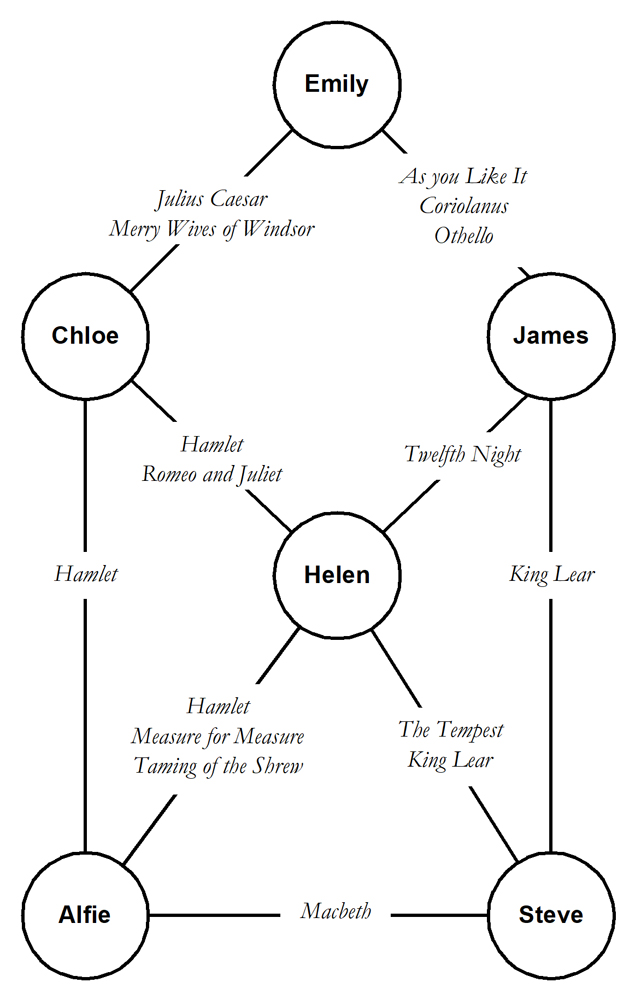 Emily
As you Like It
Coriolanus
Othello
Julius Caesar
Merry Wives of Windsor
Chloe
James
Hamlet
Romeo and Juliet
Twelfth Night
Hamlet
Helen
King Lear
Hamlet
Measure for Measure
Taming of the Shrew
The Tempest
King Lear
Alfie
Macbeth
Steve